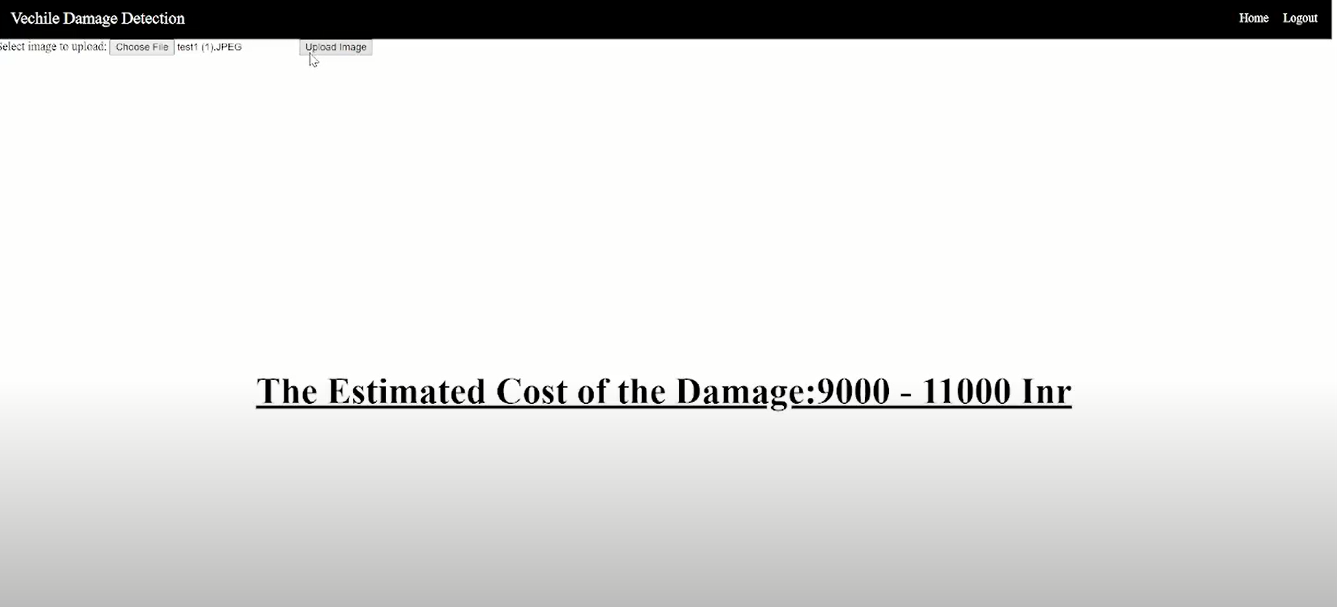 Vechile Damage Detection
Home Logout
Select image to upload: Choose File test1 (1).JPEG Upload Image
The Estimated Cost of the Damage:9000 - 11000 Inr